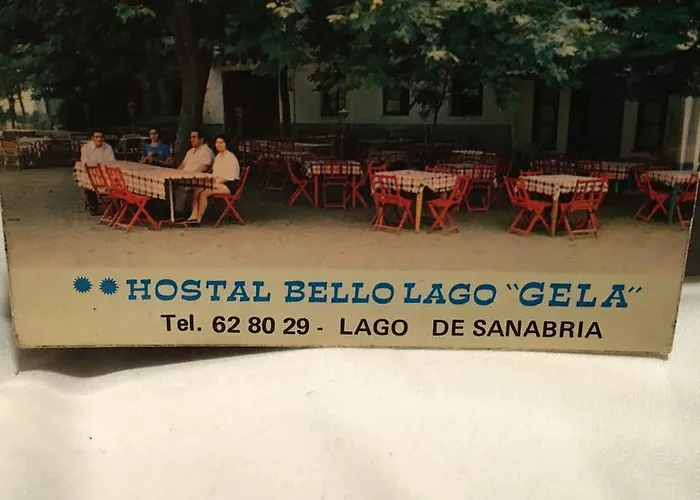 ** HOSTAL BELLO LAGO "GELA"
Tel. 62 80 29 - LAGO DE SANABRIA